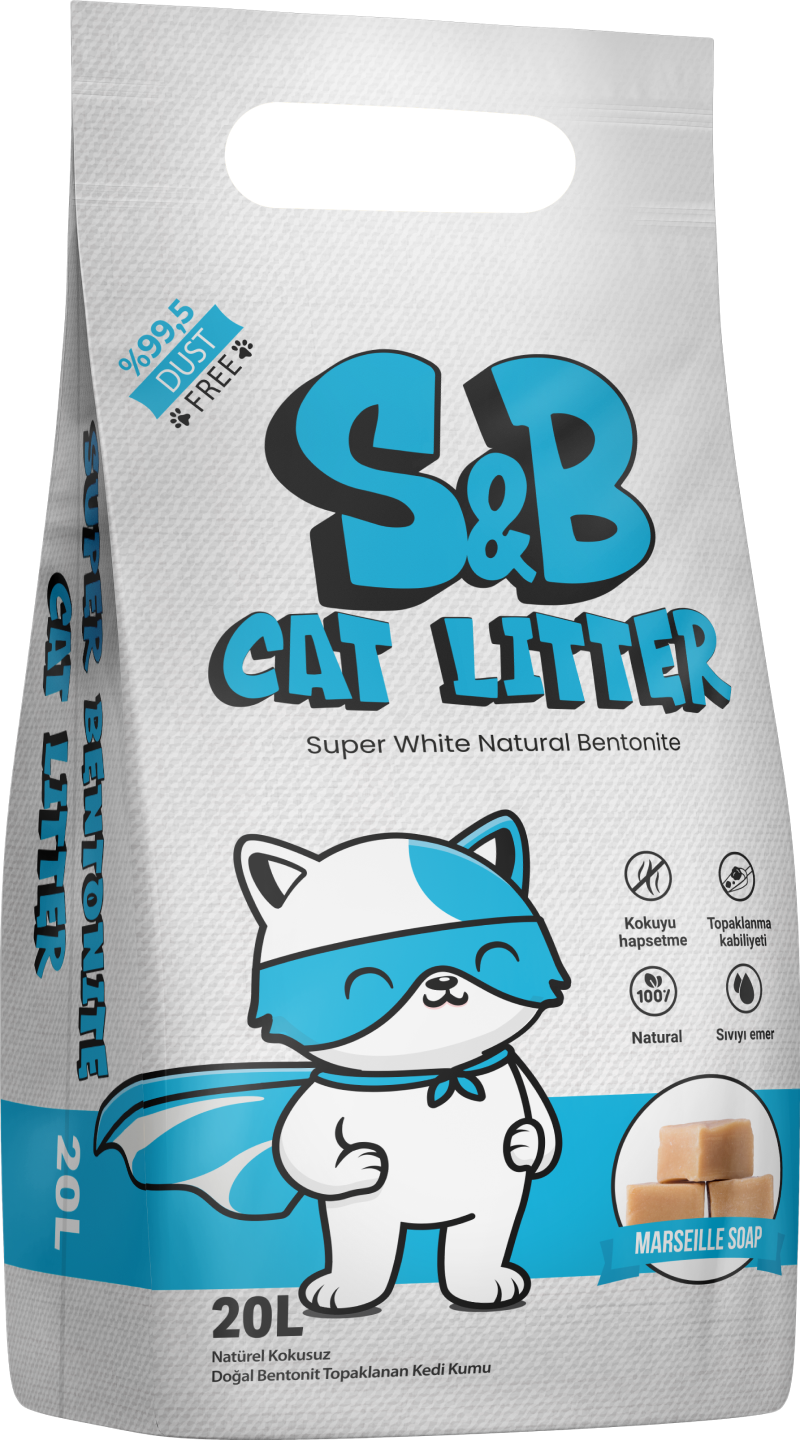 %99,5
DUST
FREE
S&B
CAT LITTER
Super White Natural Bentonite
SUPER BENTONITE
CAT LITTER
Kokuyu
hapsetme
Topaklanma
kabiliyeti
100%
Natural
Sıvıyı emer
MARSEILLE SOAP
20L
20L
Natürel Kokusuz
Doğal Bentonit Topaklanan Kedi Kumu